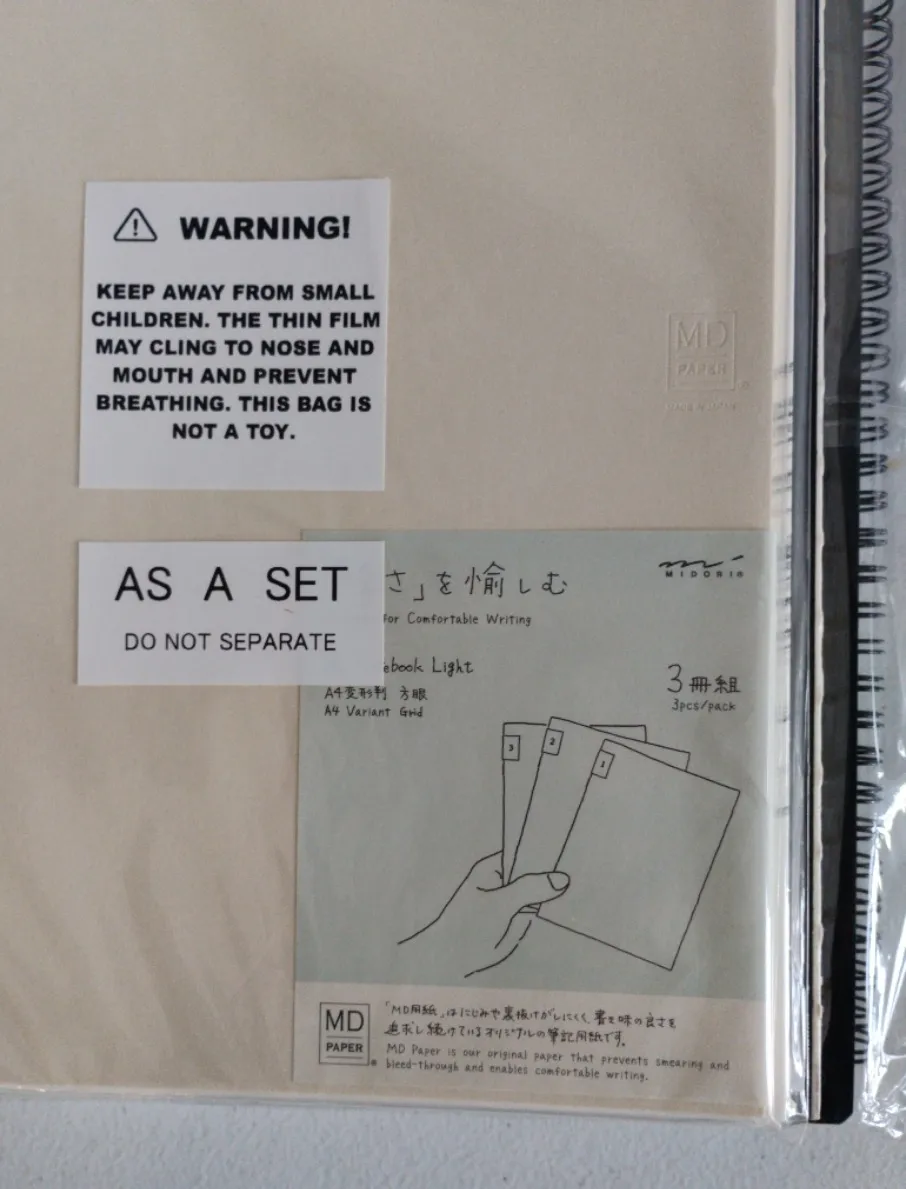 WARNING!
KEEP AWAY FROM SMALL
CHILDREN. THE THIN FILM
MAY CLING TO NOSE AND
MOUTH AND PREVENT
BREATHING. THIS BAG IS
NOT A TOY.
MD
PAPER
AS A SET
DO NOT SEPARATE
さ」を愉しむ
MIDORI®
for Comfortable Writing
ebook Light
A4変形判 方眼
A4 Variant Grid
3冊組
3pcs/pack
3
2
1
MD
PAPER®
「MD用紙」はにじみや裏抜けがしにくく、書き味の良さを
追求し続けているオリジナルの筆記用紙です。
MD Paper is our original paper that prevents smearing and
bleed-through and enables comfortable writing.